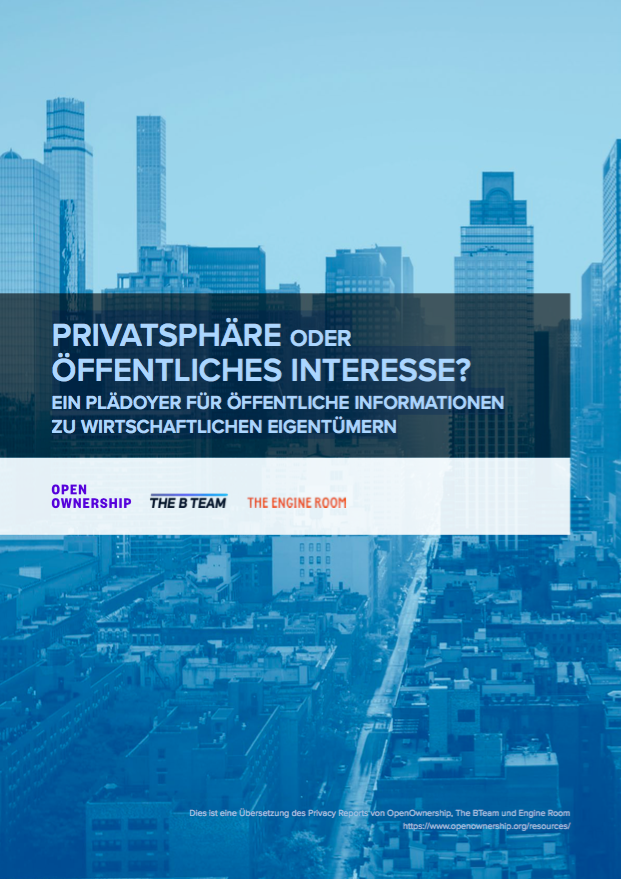 PRIVATSPHÄRE ODER
ÖFFENTLICHES INTERESSE?
EIN PLÄDOYER FÜR ÖFFENTLICHE INFORMATIONEN
ZU WIRTSCHAFTLICHEN EIGENTÜMERN
OPEN
OWNERSHIP
THE B TEAM
THE ENGINE ROOM
Dies ist eine Übersetzung des Privacy Reports von OpenOwnership, The BTeam und Engine Room
https://www.openownership.org/resources/